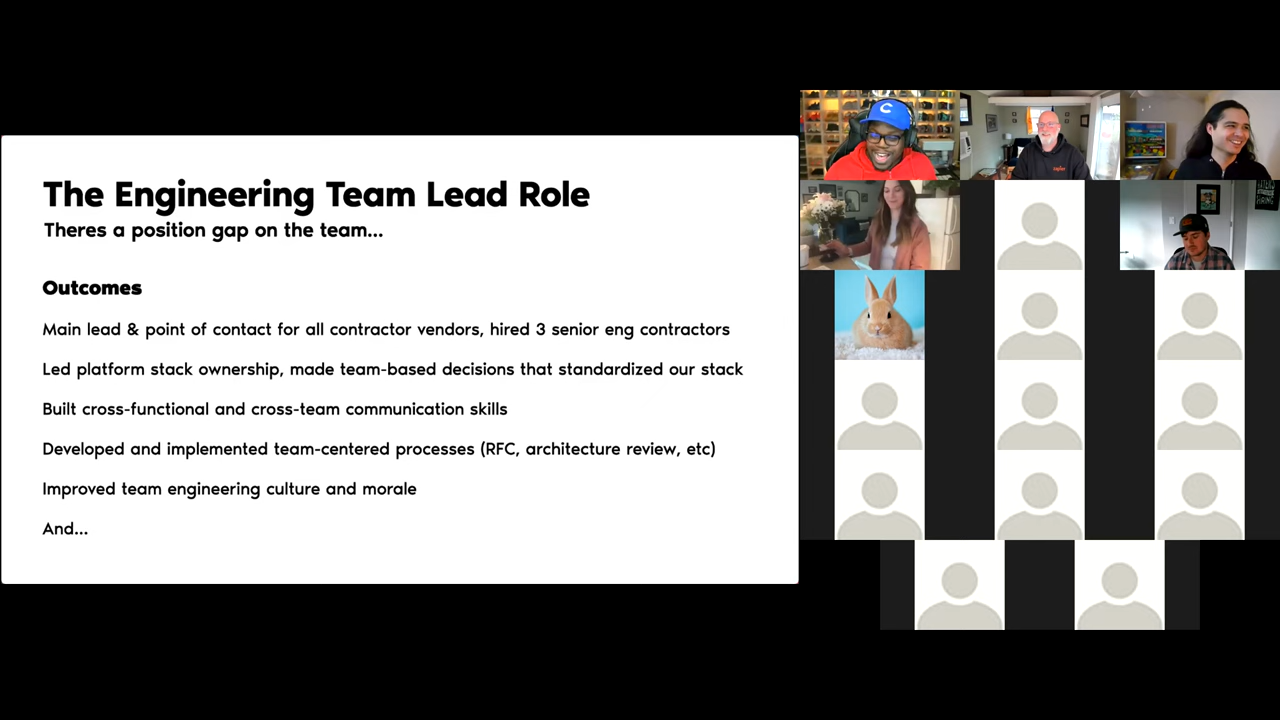 The Engineering Team Lead Role
Theres a position gap on the team...
Outcomes
Main lead & point of contact for all contractor vendors, hired 3 senior eng contractors
Led platform stack ownership, made team-based decisions that standardized our stack
Built cross-functional and cross-team communication skills
Developed and implemented team-centered processes (RFC, architecture review, etc)
Improved team engineering culture and morale
And...
C